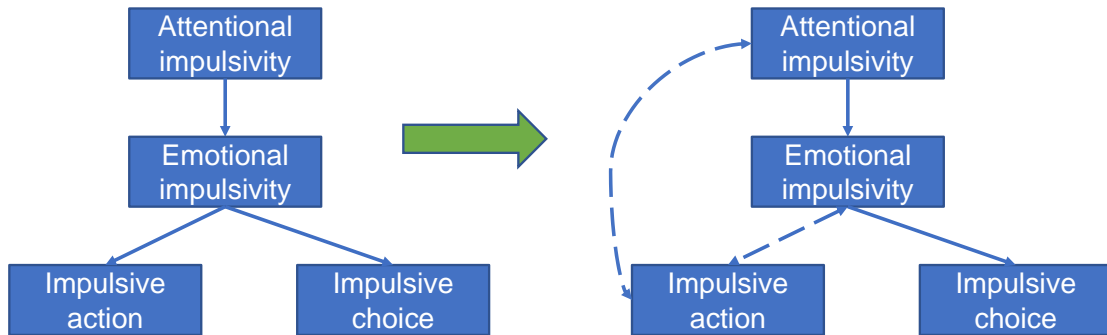 Attentional
impulsivity
Emotional
impulsivity
Impulsive
action
Impulsive
choice
Attentional
impulsivity
Emotional
impulsivity
Impulsive
action
Impulsive
choice